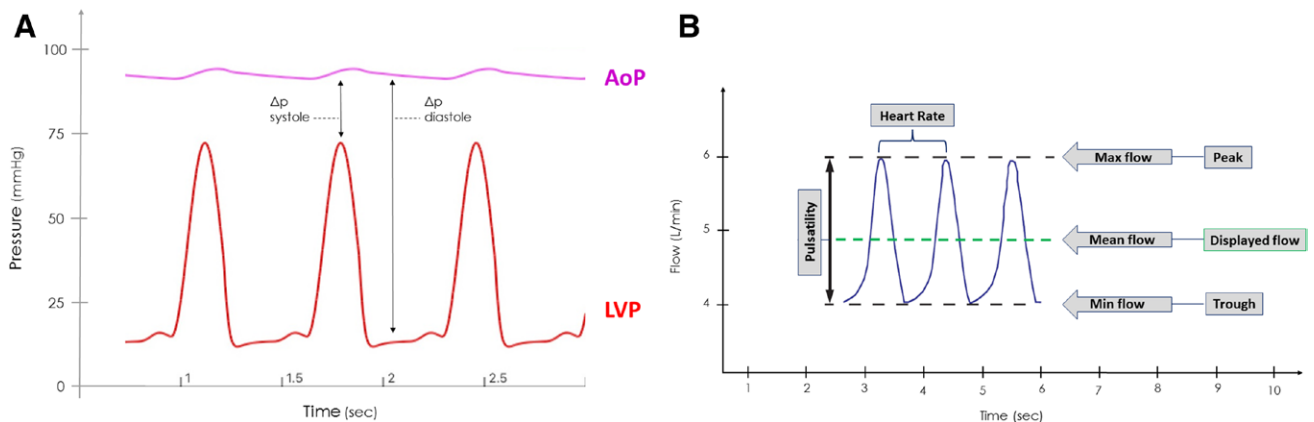 A
100
75
50
25
0
Pressure (mmHg)
AoP
Δp
systole
Δp
diastole
LVP
1
1.5
2
2.5
Time (sec)
B
Heart Rate
6
5
4
Flow (L/min)
Pulsatility
Max flow
Peak
Mean flow
Displayed flow
Min flow
Trough
1 2 3 4 5 6 7 8 9 10
Time (sec)